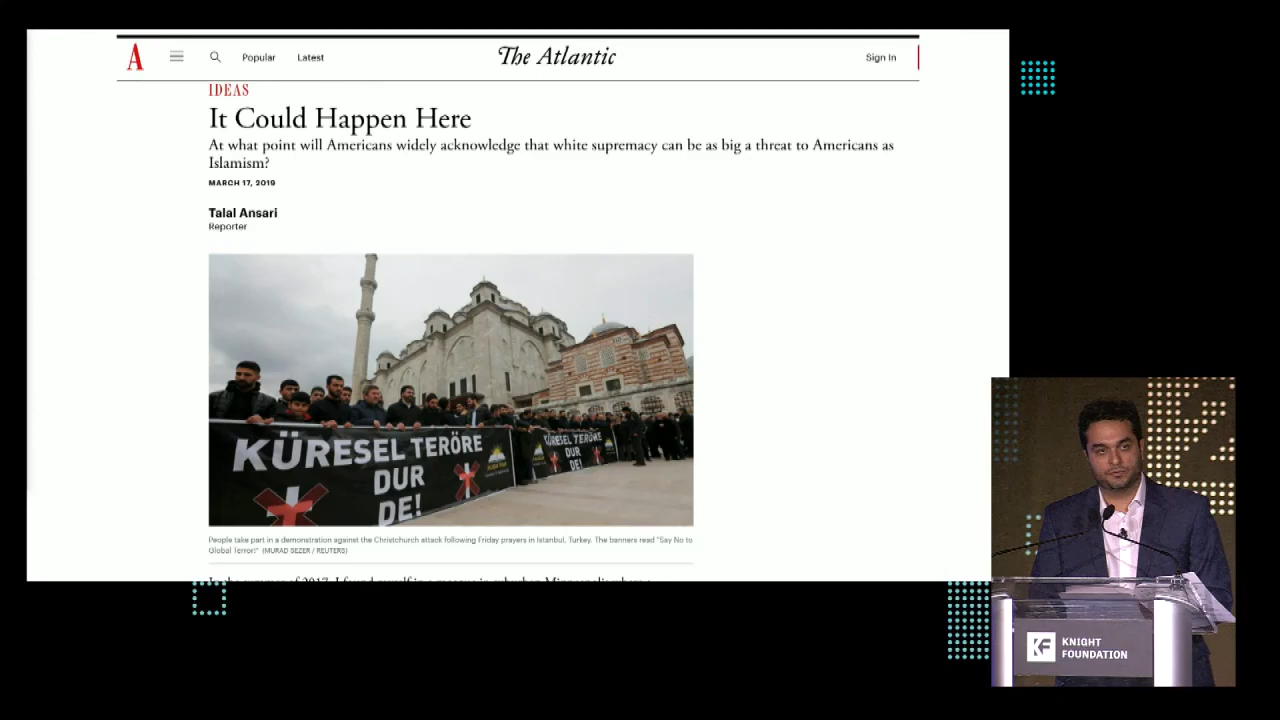 A
Popular
Latest
The Atlantic
Sign In
IDEAS
It Could Happen Here
At what point will Americans widely acknowledge that white supremacy can be as big a threat to Americans as
Islamism?
MARCH 17, 2019
Talal Ansari
Reporter
KÜRESEL TERÖRE
DUR
DE!
KÜRESEL TERÖRE
DUR
DE!
People take part in a demonstration against the Christchurch attack following Friday prayers in Istanbul, Turkey. The banners read "Say No to
Global Terror!" (MURAD SEZER / REUTERS)
KF KNIGHT
FOUNDATION